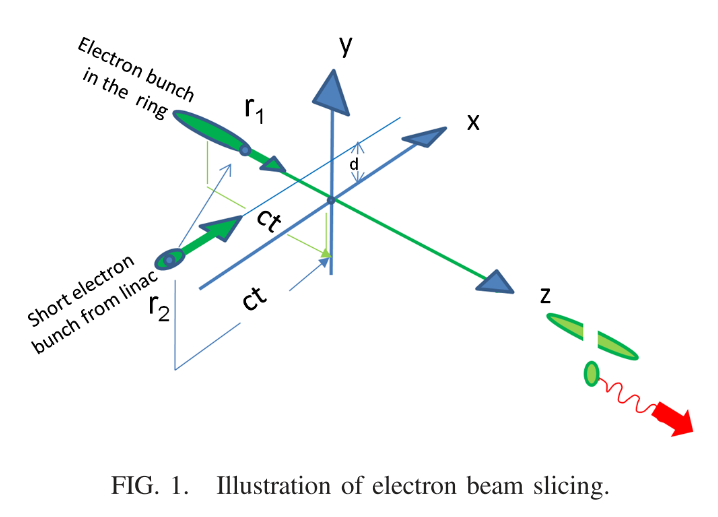 Electron bunch
in the ring
r1
y
x
d
ct
Short electron
bunch from linac
r2
ct
z
FIG. 1. Illustration of electron beam slicing.